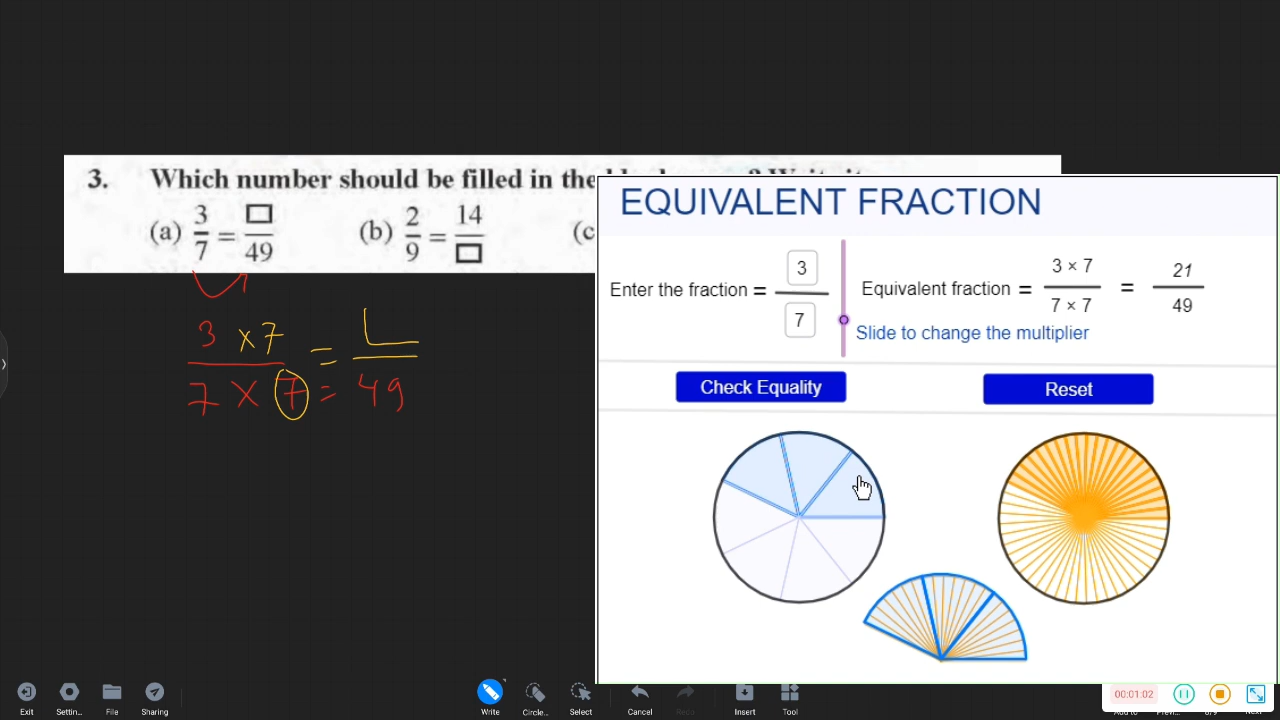 3. Which number should be filled in the
(a) 3/7 = □/49 (b) 2/9 = 14/□ (c
3 × 7 = 
7 × 7 = 49
EQUIVALENT FRACTION
Enter the fraction = 3/7
Equivalent fraction = 3 × 7 / 7 × 7 = 21/49
Slide to change the multiplier
Check Equality Reset
Exit Settin... File Sharing Write Circle... Select Cancel Redo Insert Tool
00:01:02